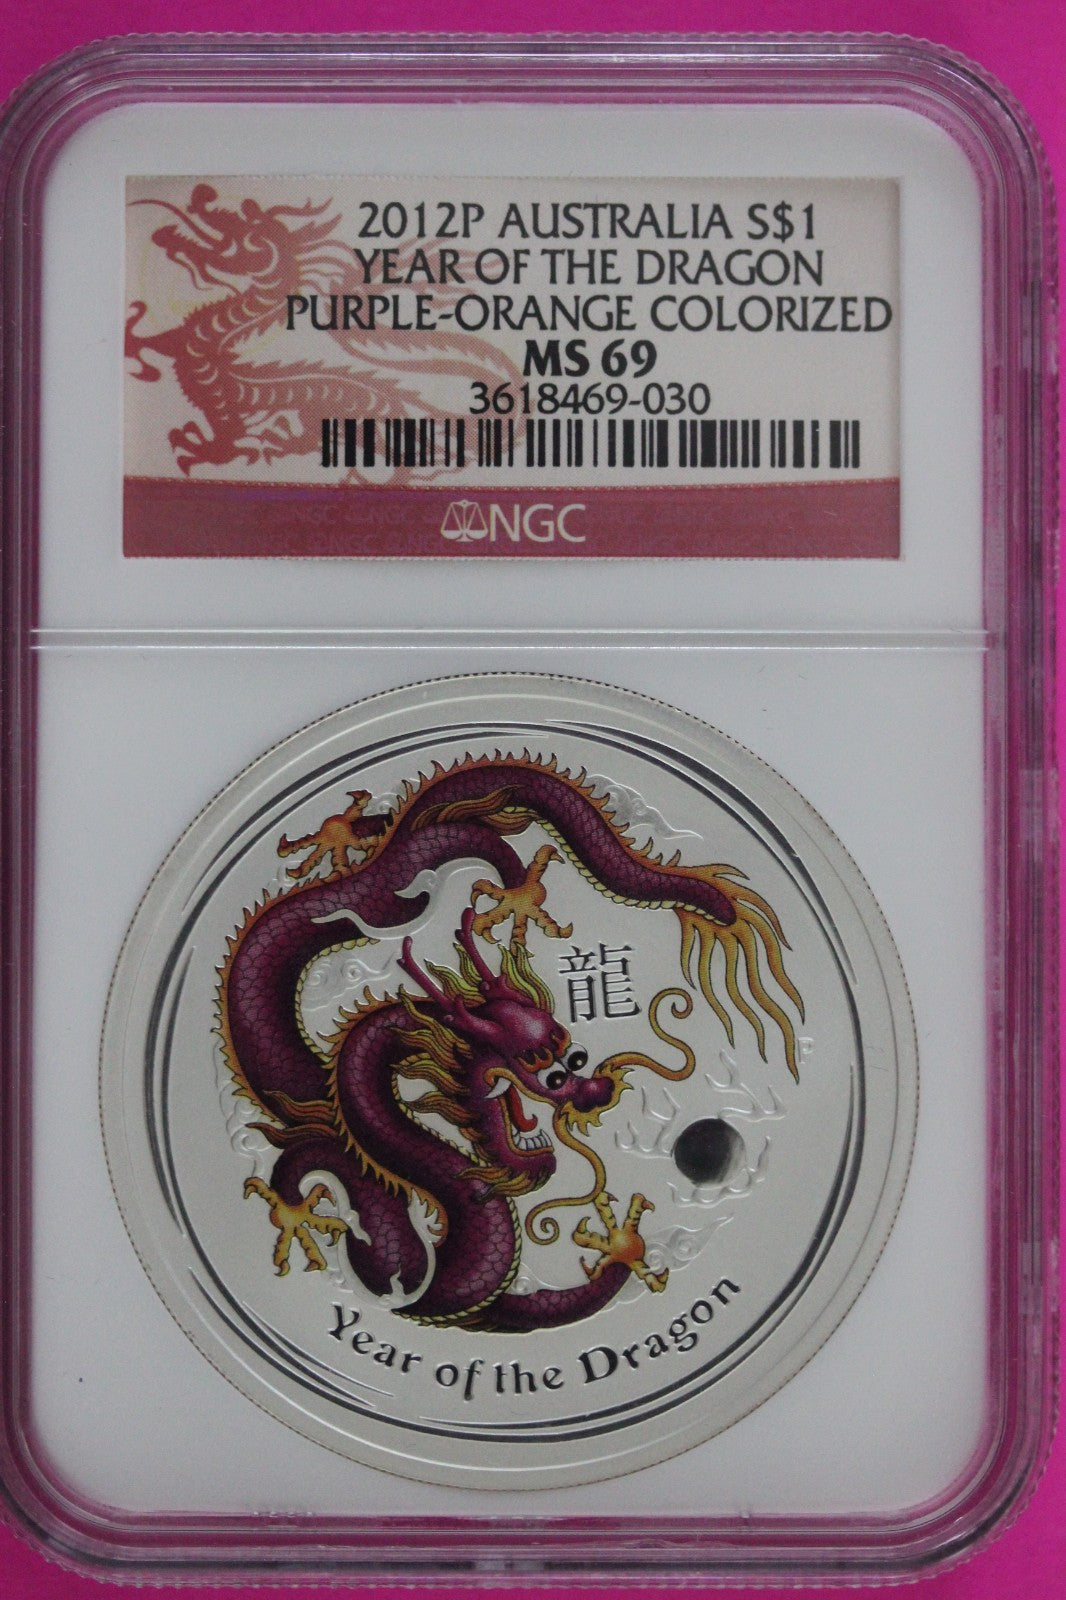 2012P AUSTRALIA S$1
YEAR OF THE DRAGON
PURPLE-ORANGE COLORIZED
MS 69
3618469-030
NGC
龍
P
Year of the Dragon